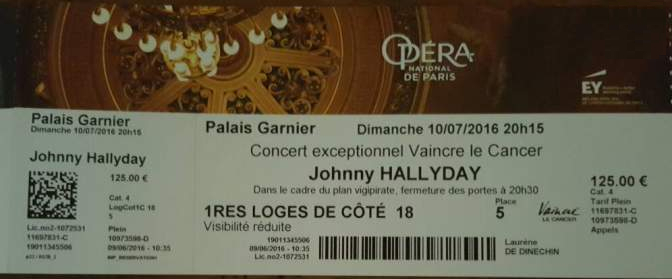 OPÉRA
NATIONAL
DE PARIS
EY
Palais Garnier
Dimanche 10/07/2016 20h15
Johnny Hallyday
125.00 €
Cat. 4
LogCot1C 18
5
Lic.no2-1072531
11697831-C
Plein
10973598-D
19011345506
09/06/2016 - 10:35
Palais Garnier Dimanche 10/07/2016 20h15
Concert exceptionnel Vaincre le Cancer
Johnny HALLYDAY
Dans le cadre du plan vigipirate, fermeture des portes à 20h30
1RES LOGES DE CÔTÉ 18
Place
5
Visibilité réduite
19011345506
09/06/2016 - 10:35
Lic.no2-1072531
Vaincre
LE CANCER
Laurène
DE DINECHIN
125.00 €
Cat. 4
Tarif Plein
11697831-C
10973598-D
Appels